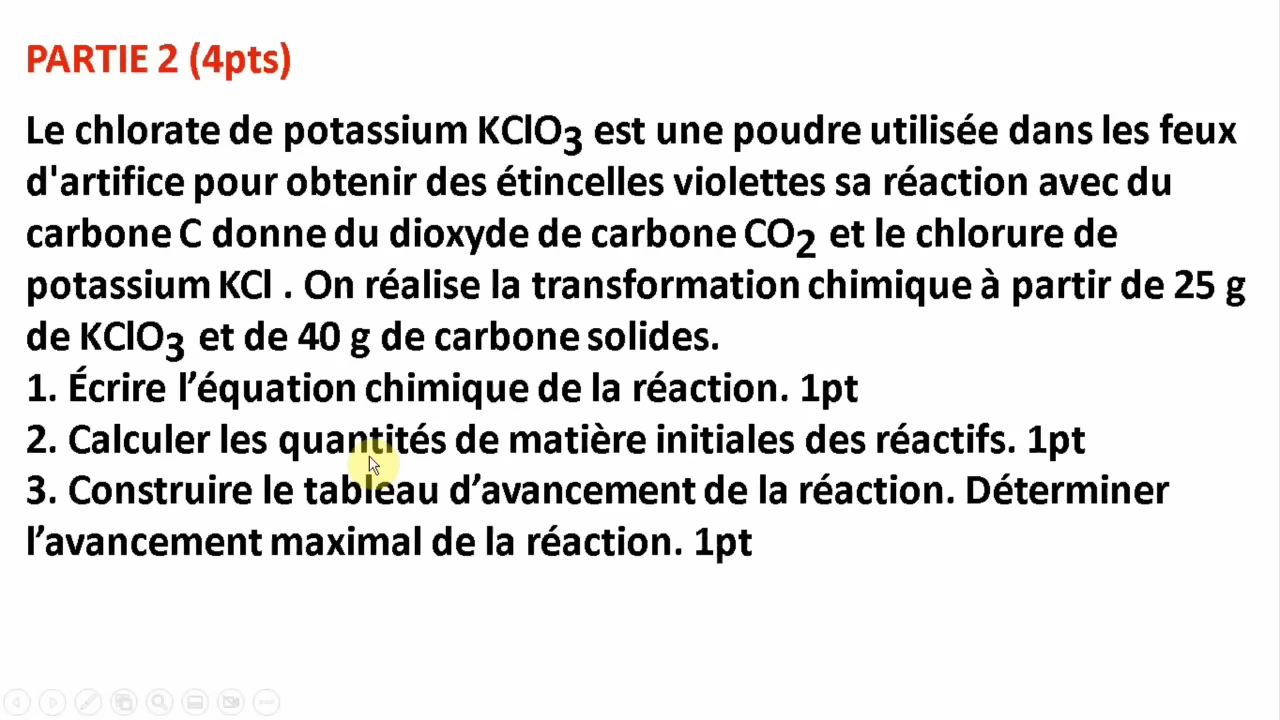 PARTIE 2 (4pts)
Le chlorate de potassium KClO3 est une poudre utilisée dans les feux
d'artifice pour obtenir des étincelles violettes sa réaction avec du
carbone C donne du dioxyde de carbone CO2 et le chlorure de
potassium KCl . On réalise la transformation chimique à partir de 25 g
de KClO3 et de 40 g de carbone solides.
1. Écrire l’équation chimique de la réaction. 1pt
2. Calculer les quantités de matière initiales des réactifs. 1pt
3. Construire le tableau d’avancement de la réaction. Déterminer
l’avancement maximal de la réaction. 1pt